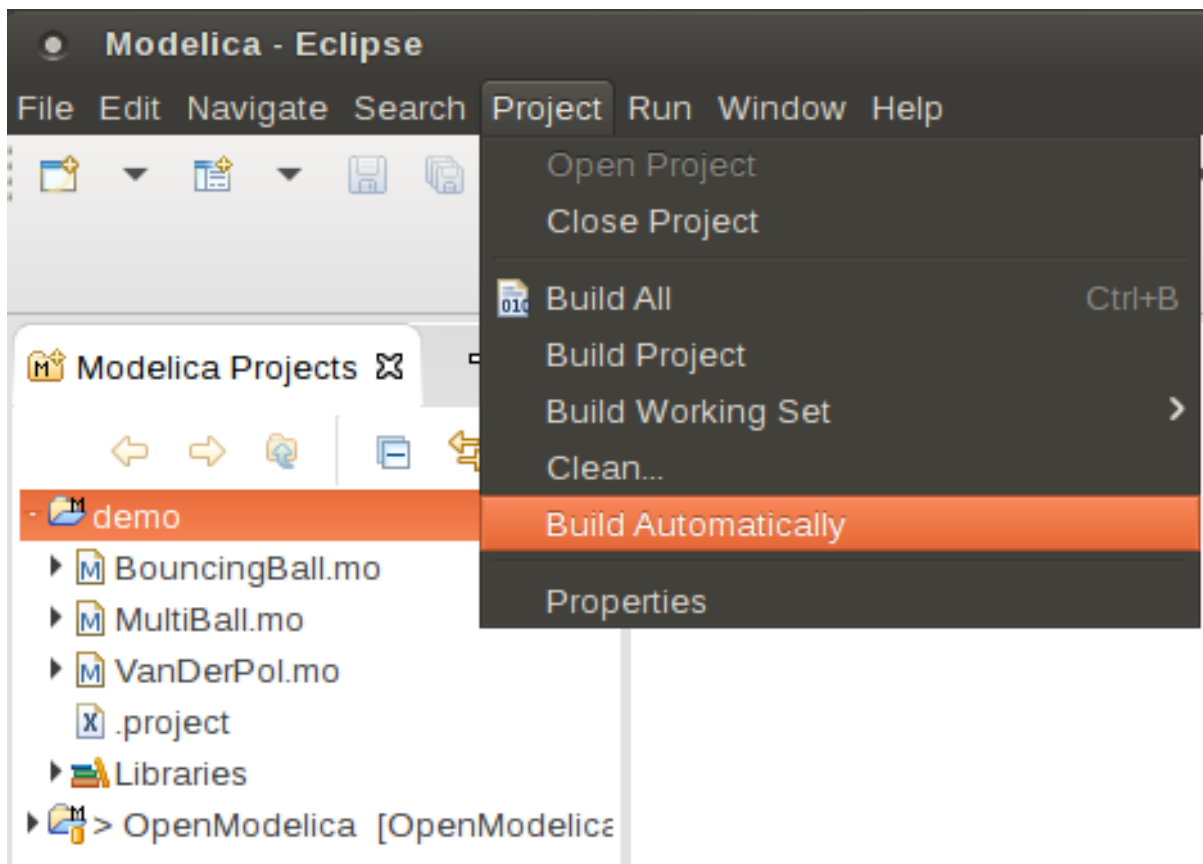 Modelica - Eclipse
File Edit Navigate Search Project Run Window Help
Open Project
Close Project
Build All Ctrl+B
Build Project
Build Working Set
Clean...
Build Automatically
Properties
Modelica Projects
demo
BouncingBall.mo
MultiBall.mo
VanDerPol.mo
.project
Libraries
> OpenModelica [OpenModelica